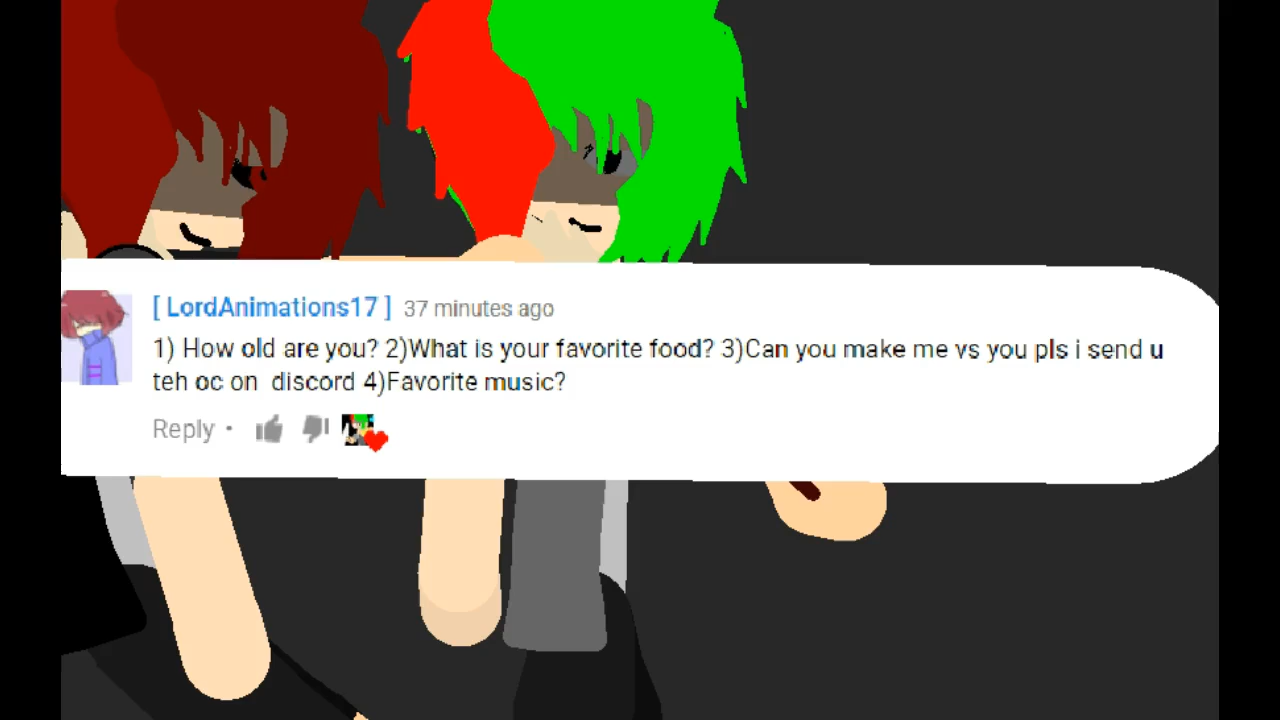 [ LordAnimations17 ] 37 minutes ago
1) How old are you? 2)What is your favorite food? 3)Can you make me vs you pls i send u
teh oc on discord 4)Favorite music?
Reply •